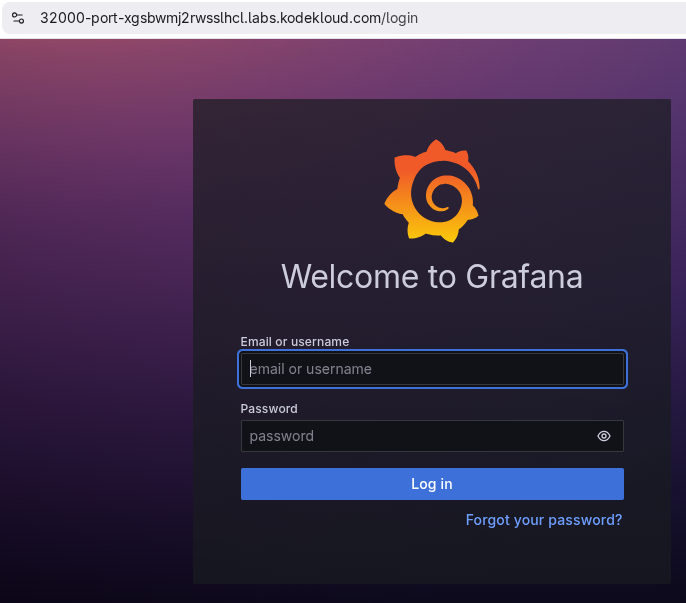 32000-port-xgsbwmj2rwsslhcl.labs.kodekloud.com/login
Welcome to Grafana
Email or username
email or username
Password
password
Log in
Forgot your password?